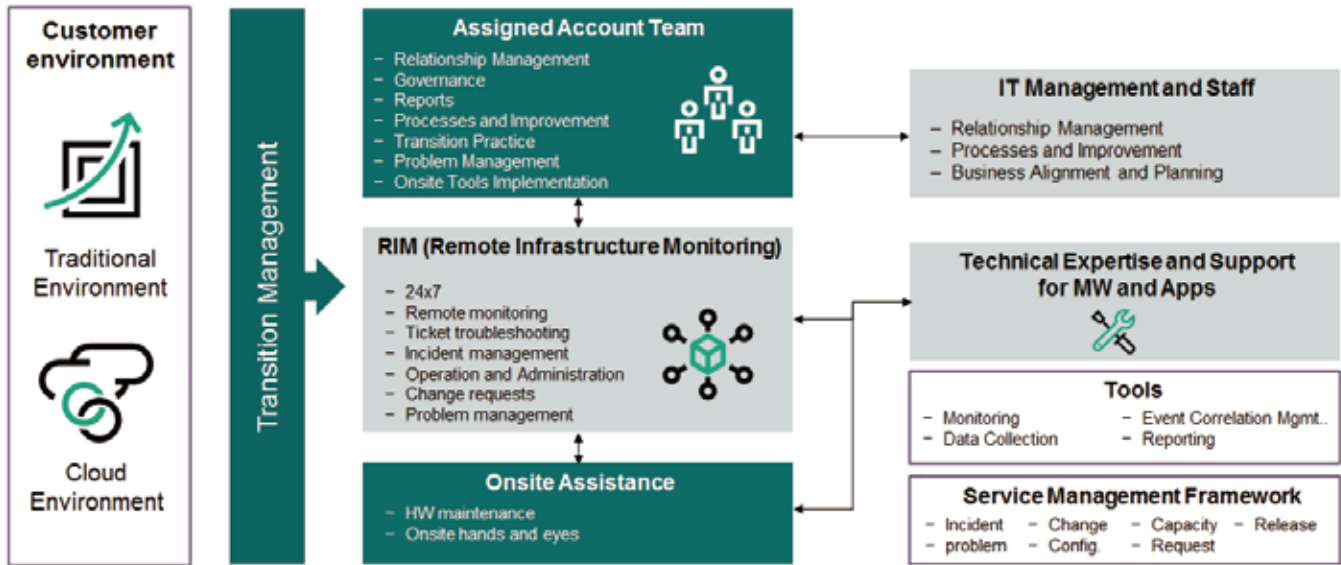 Customer
environment
Traditional
Environment
Cloud
Environment
Transition Management
Assigned Account Team
– Relationship Management
– Governance
– Reports
– Processes and Improvement
– Transition Practice
– Problem Management
– Onsite Tools Implementation
RIM (Remote Infrastructure Monitoring)
– 24x7
– Remote monitoring
– Ticket troubleshooting
– Incident management
– Operation and Administration
– Change requests
– Problem management
Onsite Assistance
– HW maintenance
– Onsite hands and eyes
IT Management and Staff
– Relationship Management
– Processes and Improvement
– Business Alignment and Planning
Technical Expertise and Support
for MW and Apps
Tools
– Monitoring – Event Correlation Mgmt..
– Data Collection – Reporting
Service Management Framework
– Incident – Change – Capacity – Release
– problem – Config. – Request